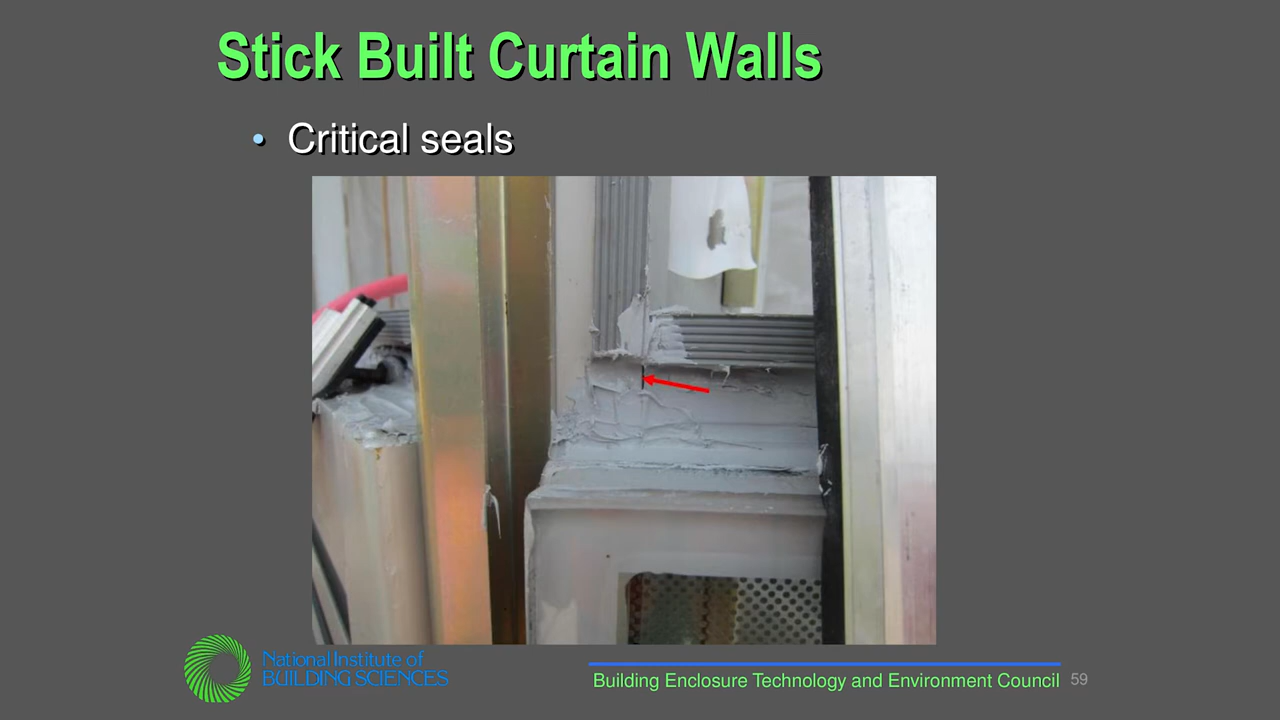 Stick Built Curtain Walls
• Critical seals
National Institute of
BUILDING SCIENCES
Building Enclosure Technology and Environment Council 59